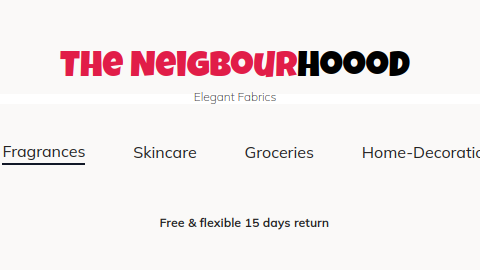 THe NeIGBOURHOOOD
Elegant Fabrics
Fragrances Skincare Groceries Home-Decoratio
Free & flexible 15 days return